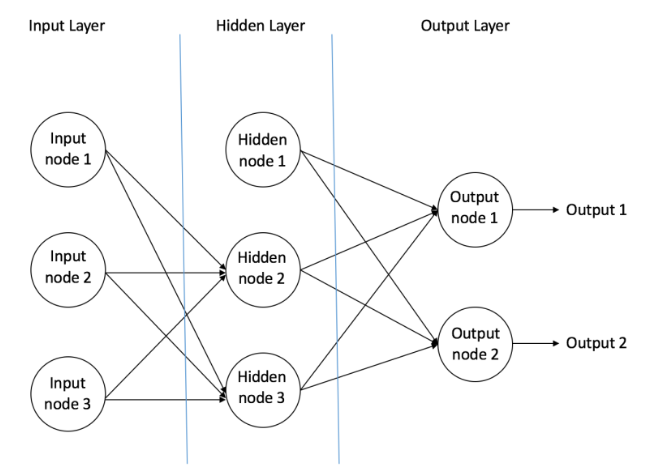 Input Layer
Hidden Layer
Output Layer
Input
node 1
Hidden
node 1
Output
node 1
Output 1
Input
node 2
Hidden
node 2
Output
node 2
Output 2
Input
node 3
Hidden
node 3